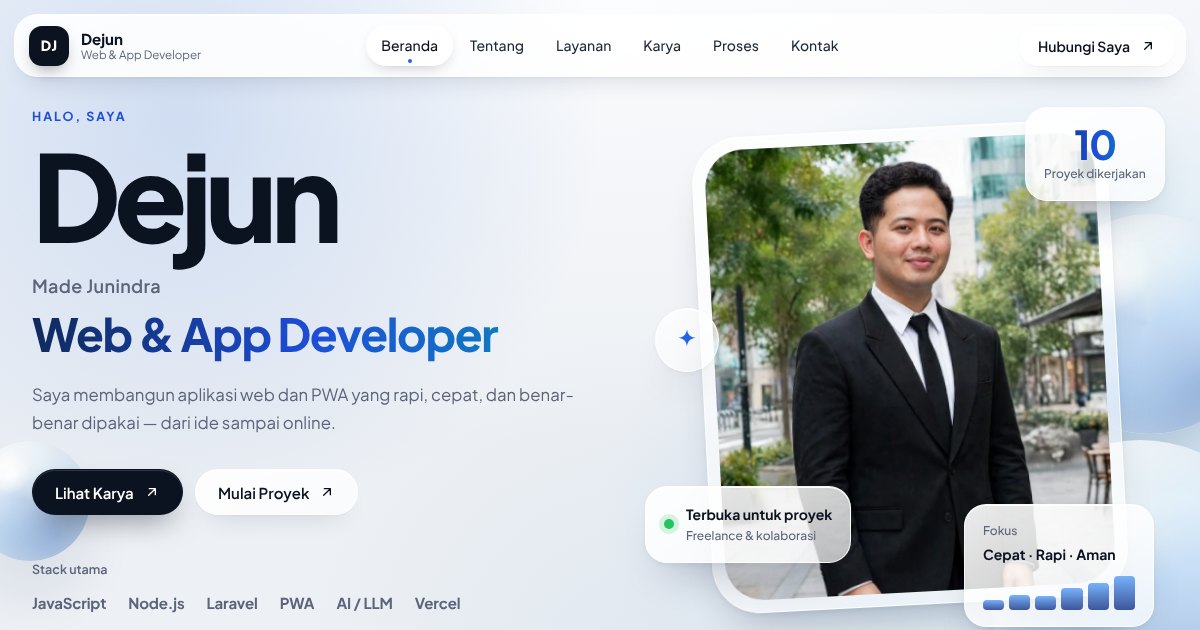 DJ
Dejun
Web & App Developer
Beranda
Tentang
Layanan
Karya
Proses
Kontak
Hubungi Saya
HALO, SAYA
Dejun
Made Junindra
Web & App Developer
Saya membangun aplikasi web dan PWA yang rapi, cepat, dan benar-
benar dipakai — dari ide sampai online.
Lihat Karya
Mulai Proyek
Stack utama
JavaScript
Node.js
Laravel
PWA
AI / LLM
Vercel
10
Proyek dikerjakan
Terbuka untuk proyek
Freelance & kolaborasi
Fokus
Cepat · Rapi · Aman